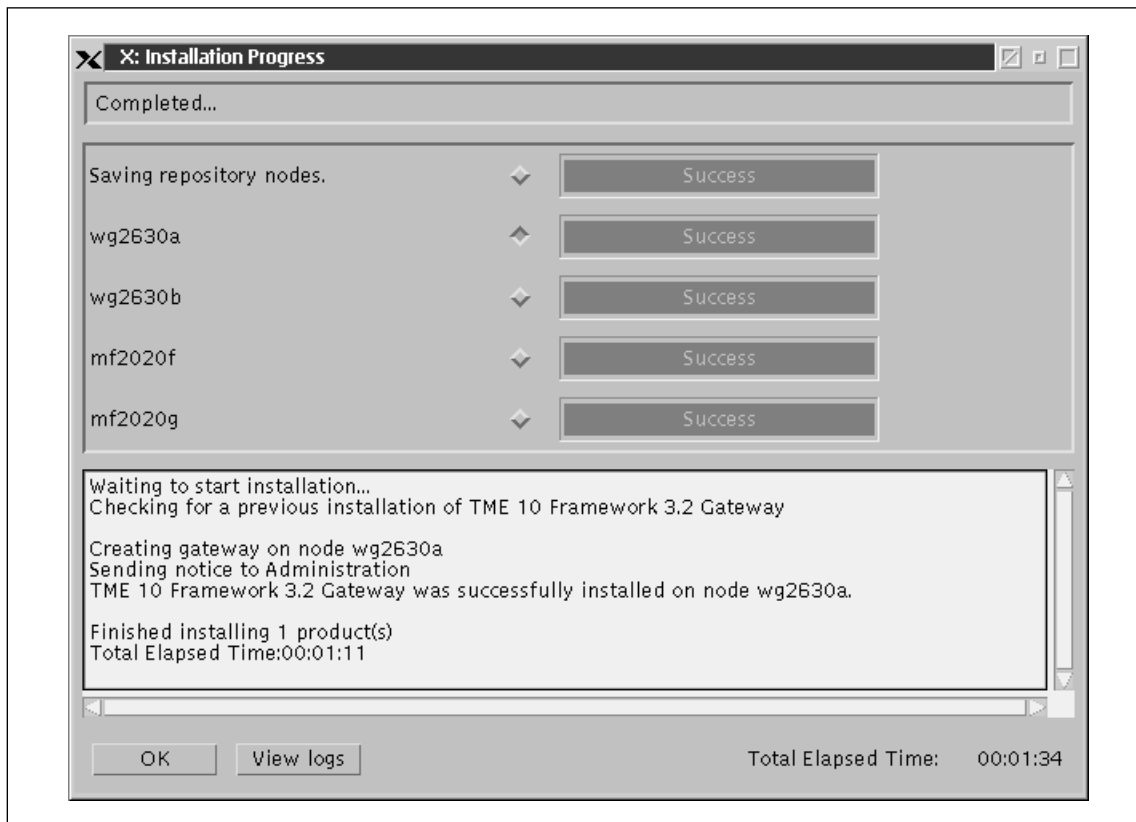 X: Installation Progress
Completed...
Saving repository nodes.
Success
wg2630a
Success
wg2630b
Success
mf2020f
Success
mf2020g
Success
Waiting to start installation...
Checking for a previous installation of TME 10 Framework 3.2 Gateway
Creating gateway on node wg2630a
Sending notice to Administration
TME 10 Framework 3.2 Gateway was successfully installed on node wg2630a.
Finished installing 1 product(s)
Total Elapsed Time:00:01:11
OK
View logs
Total Elapsed Time: 00:01:34